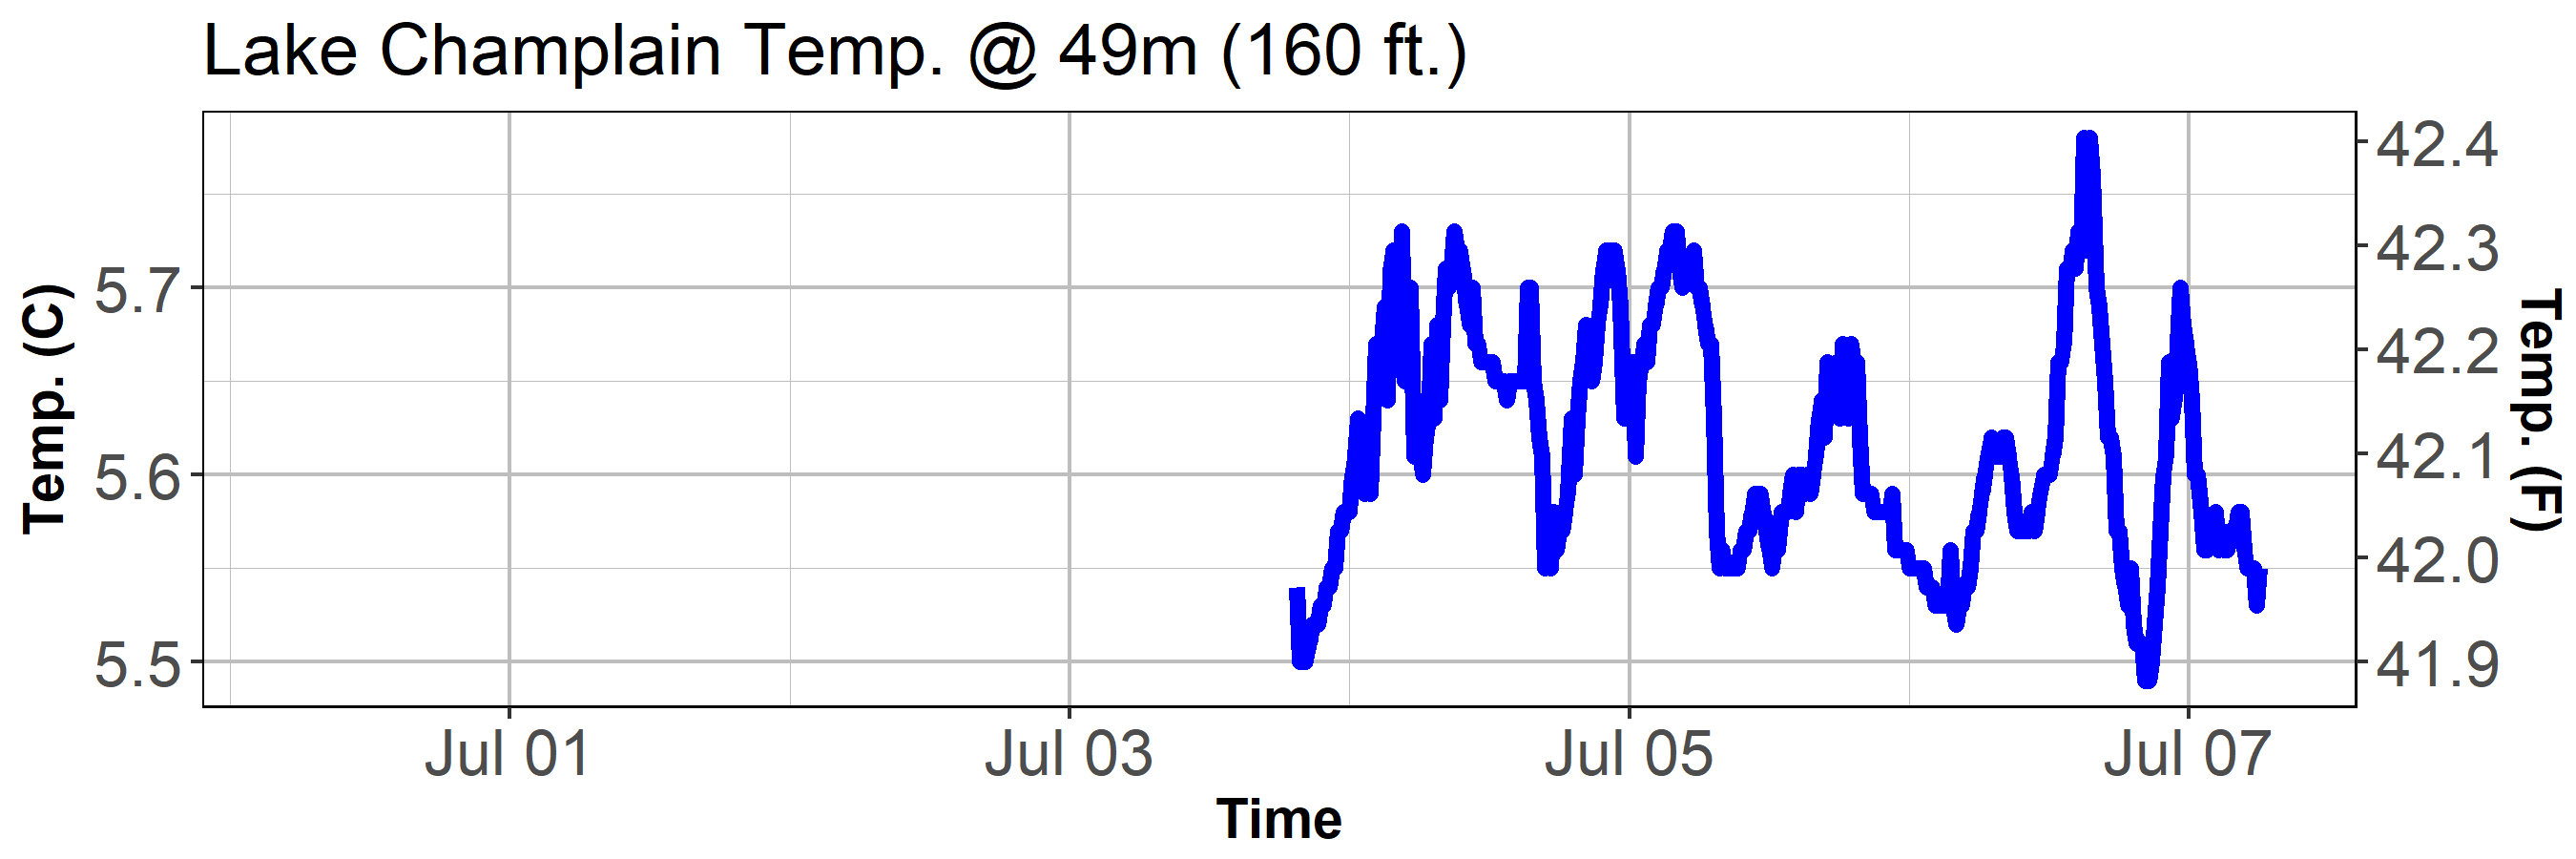 Lake Champlain Temp. @ 49m (160 ft.)
Temp. (C)
5.7
5.6
5.5
42.4
42.3
42.2
42.1
42.0
41.9
Temp. (F)
Jul 01 Jul 03 Jul 05 Jul 07
Time